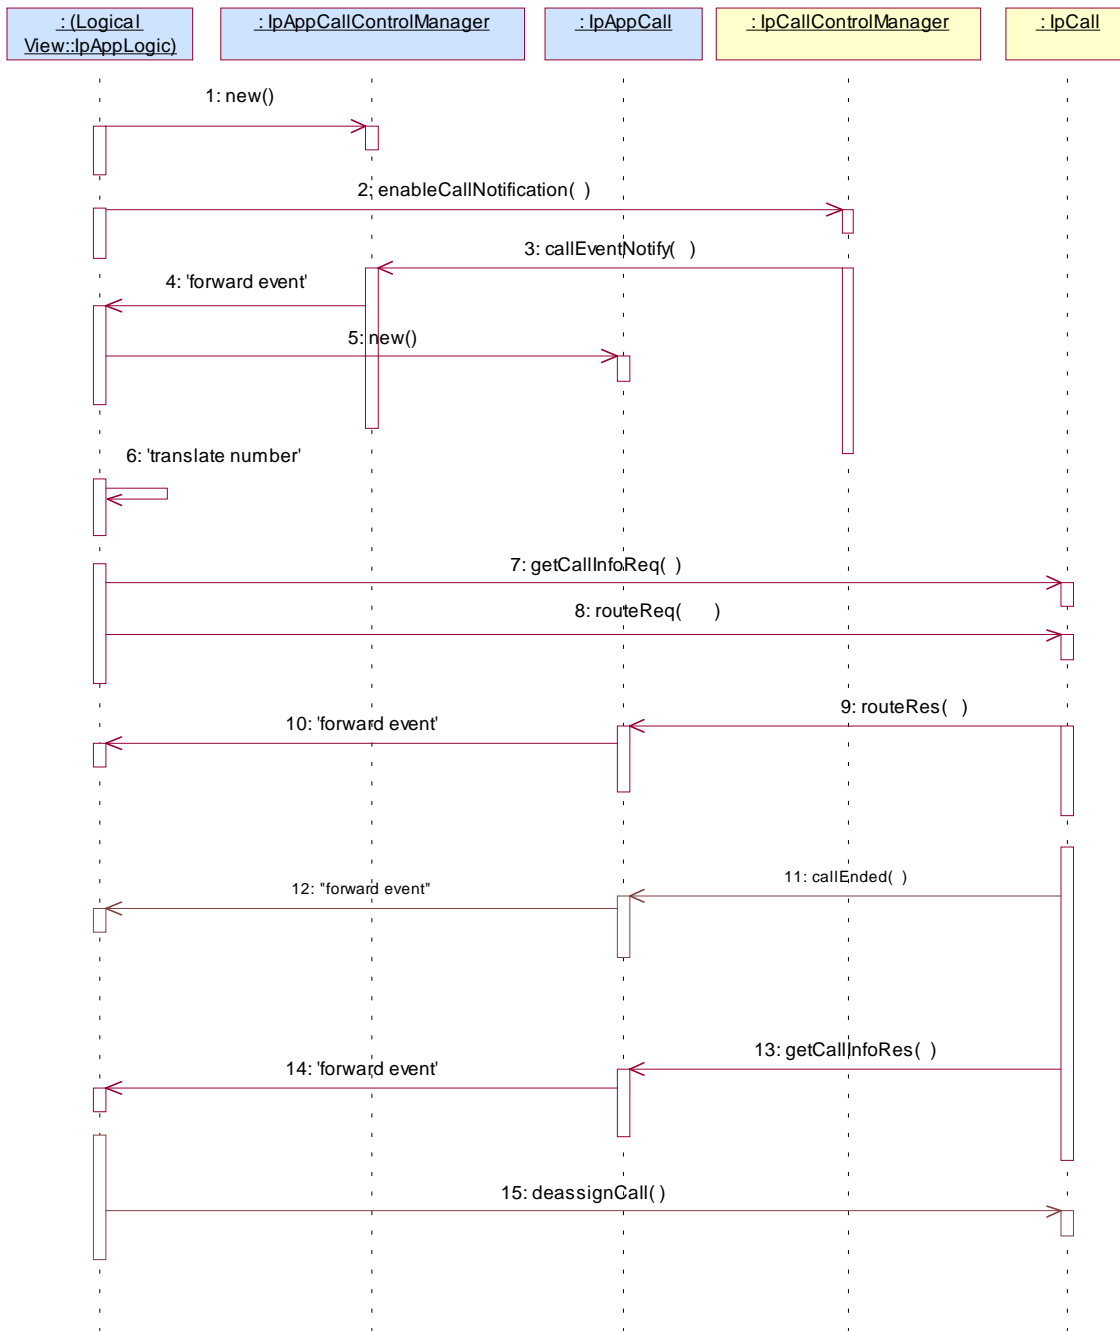 : (Logical
View::IpAppLogic)
: IpAppCallControlManager
: IpAppCall
: IpCallControlManager
: IpCall
1: new()
2: enableCallNotification( )
3: callEventNotify( )
4: 'forward event'
5: new()
6: 'translate number'
7: getCallInfoReq( )
8: routeReq( )
9: routeRes( )
10: 'forward event'
11: callEnded( )
12: "forward event"
13: getCallInfoRes( )
14: 'forward event'
15: deassignCall( )